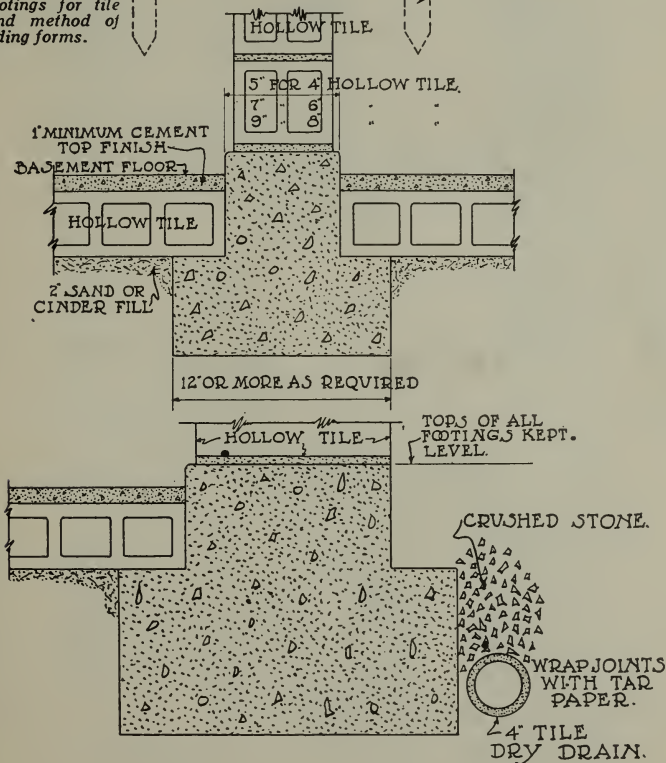 otings for tile
nd method of
ding forms.
HOLLOW TILE
5" FOR 4" HOLLOW TILE.
7" " 6" " "
9" " 8" " "
1" MINIMUM CEMENT
TOP FINISH
BASEMENT FLOOR
HOLLOW TILE
2" SAND OR
CINDER FILL
12" OR MORE AS REQUIRED
HOLLOW TILE
TOPS OF ALL
FOOTINGS KEPT.
LEVEL.
CRUSHED STONE.
WRAP JOINTS
WITH TAR
PAPER.
4" TILE
DRY DRAIN.